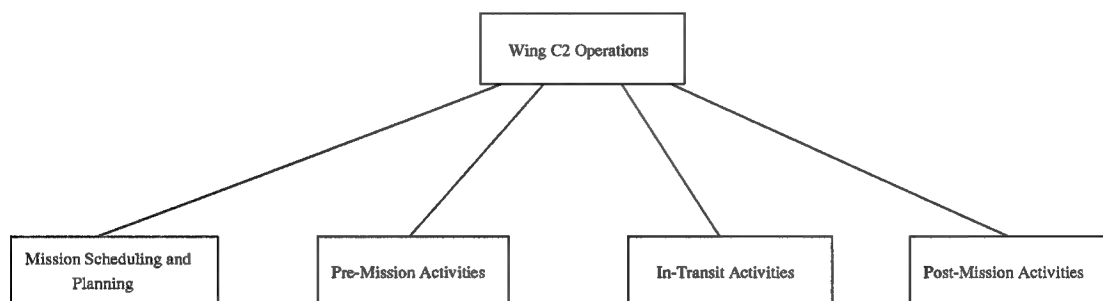 Wing C2 Operations
Mission Scheduling and
Planning
Pre-Mission Activities
In-Transit Activities
Post-Mission Activities